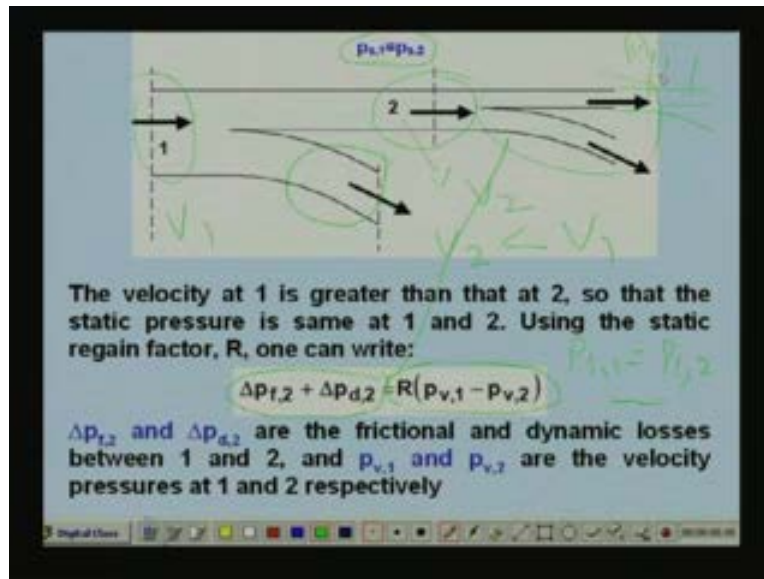 ps,1=ps,2
1
2
V1
V2
V2 < V1
The velocity at 1 is greater than that at 2, so that the
static pressure is same at 1 and 2. Using the static
regain factor, R, one can write:
Ps,1 = Ps,2
Δpf,2 + Δpd,2 = R(pv,1 − pv,2)
Δpf,2 and Δpd,2 are the frictional and dynamic losses
between 1 and 2, and pv,1 and pv,2 are the velocity
pressures at 1 and 2 respectively
Digital Class